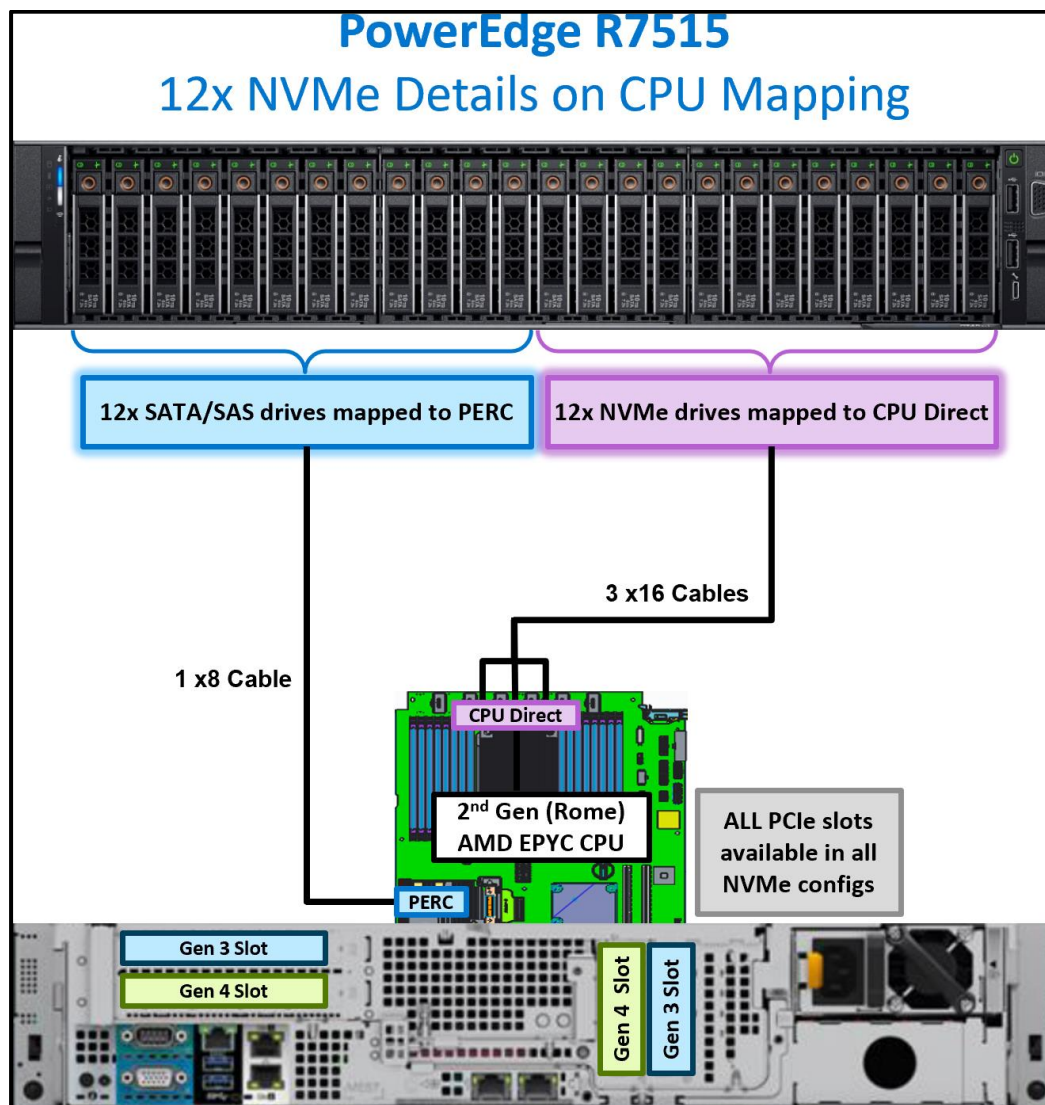 PowerEdge R7515
12x NVMe Details on CPU Mapping
12x SATA/SAS drives mapped to PERC
12x NVMe drives mapped to CPU Direct
3 x16 Cables
1 x8 Cable
CPU Direct
2nd Gen (Rome)
AMD EPYC CPU
ALL PCIe slots
available in all
NVMe configs
PERC
Gen 3 Slot
Gen 4 Slot
Gen 4 Slot
Gen 3 Slot